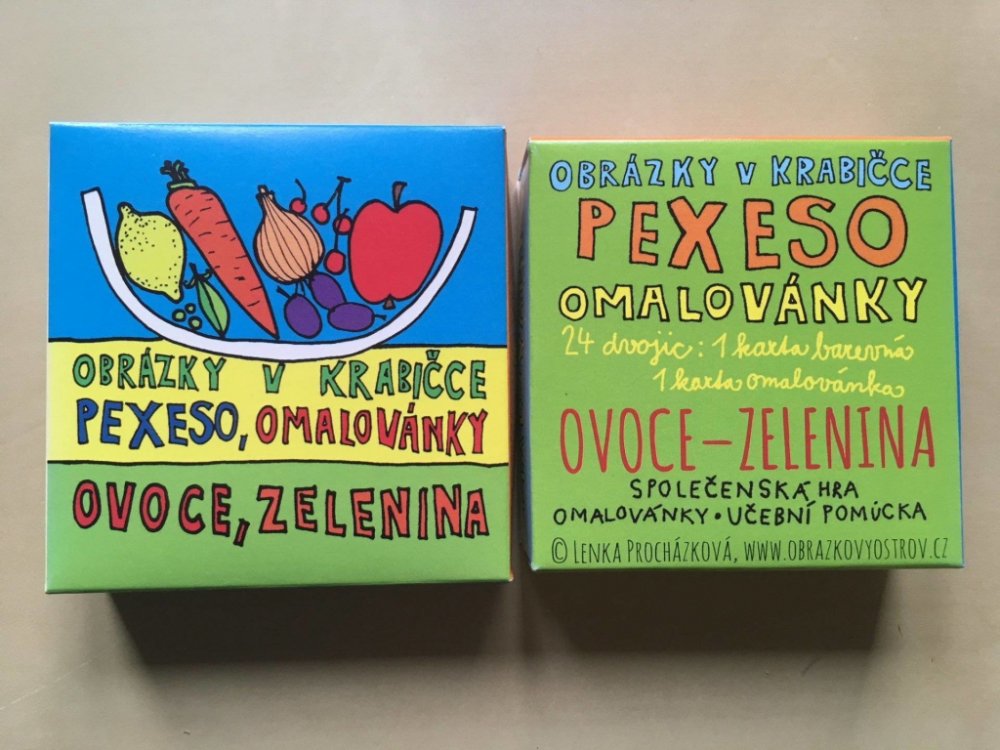 OBRÁZKY V KRABIČCE
PEXESO, OMALOVÁNKY
OVOCE, ZELENINA
OBRÁZKY V KRABIČCE
PEXESO
OMALOVÁNKY
24 dvojic: 1 karta barevná
1 karta omalovánka
OVOCE-ZELENINA
SPOLEČENSKÁ HRA
OMALOVÁNKY • UČEBNÍ POMŮCKA
© LENKA PROCHÁZKOVÁ, WWW.OBRAZKOVYOSTROV.CZ